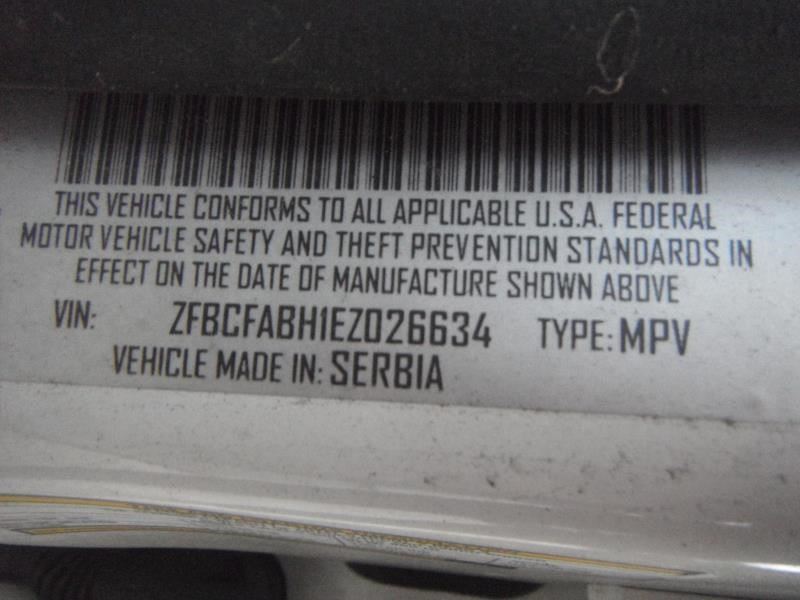 THIS VEHICLE CONFORMS TO ALL APPLICABLE U.S.A. FEDERAL
MOTOR VEHICLE SAFETY AND THEFT PREVENTION STANDARDS IN
EFFECT ON THE DATE OF MANUFACTURE SHOWN ABOVE
VIN: ZFBCFABH1EZ026634 TYPE: MPV
VEHICLE MADE IN: SERBIA